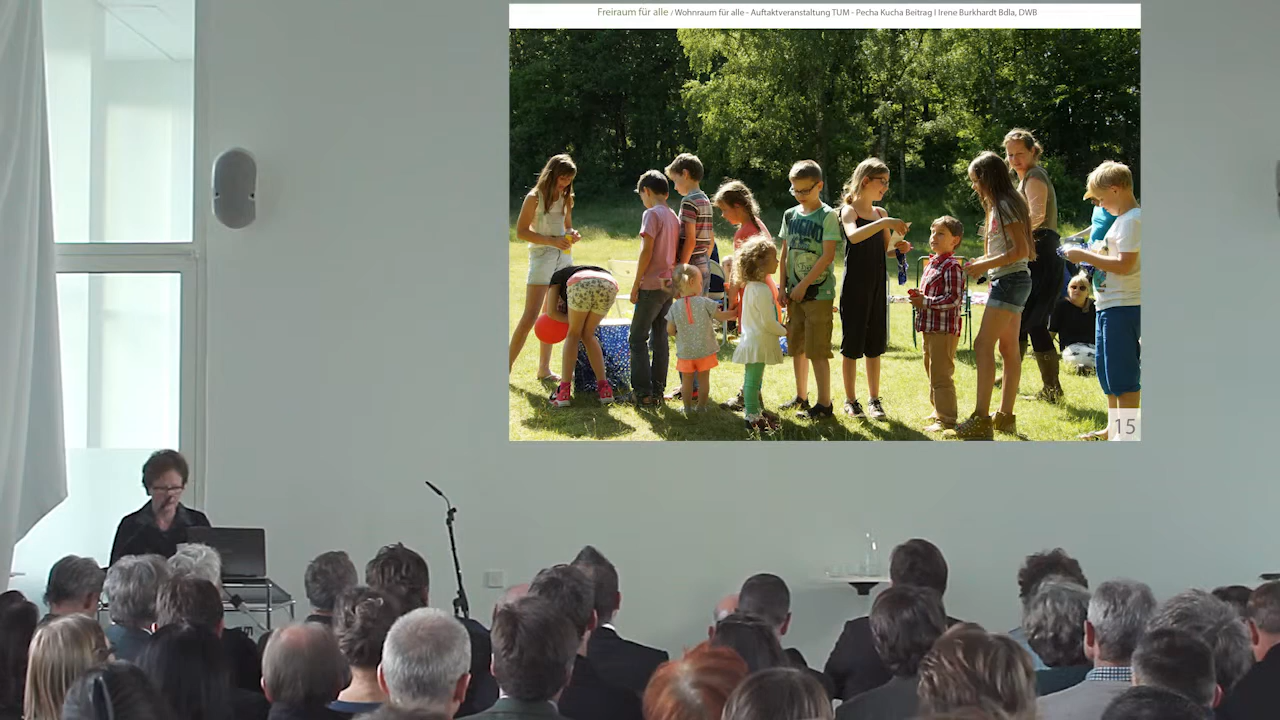 Freiraum für alle / Wohnraum für alle - Auftaktveranstaltung TUM - Pecha Kucha Beitrag I Irene Burkhardt Bdla, DWB
15